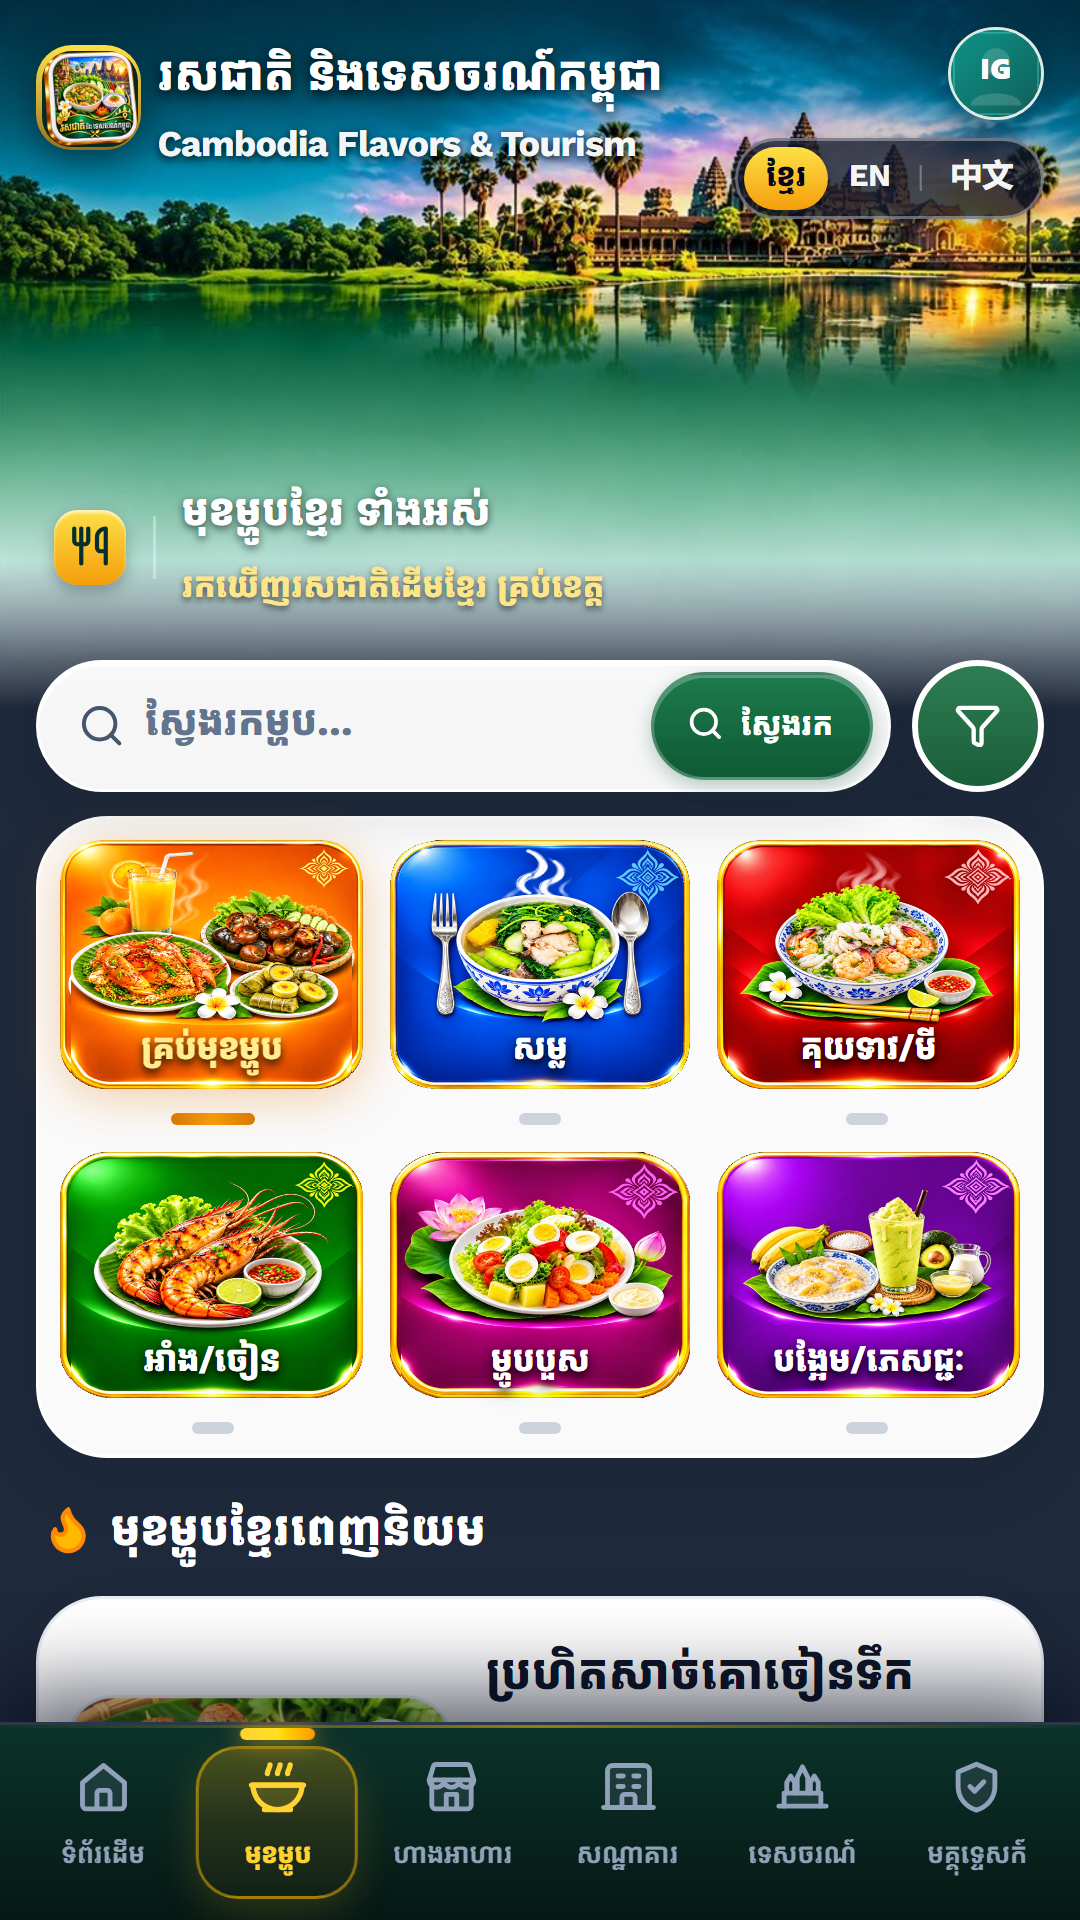 រសជាតិ និងទេសចរណ៍កម្ពុជា
Cambodia Flavors & Tourism
IG
ខ្មែរ EN 中文
មុខម្ហូបខ្មែរ ទាំងអស់
រកឃើញរសជាតិដើមខ្មែរ គ្រប់ខេត្ត
ស្វែងរកម្ហូប...
ស្វែងរក
គ្រប់មុខម្ហូប
សម្ល
គុយទាវ/មី
អាំង/ចៀន
ម្ហូបបួស
បង្អែម/ភេសជ្ជៈ
មុខម្ហូបខ្មែរពេញនិយម
ប្រហិតសាច់គោចៀនទឹក
ទំព័រដើម
មុខម្ហូប
ហាងអាហារ
សណ្ឋាគារ
ទេសចរណ៍
មគ្គុទ្ទេសក៍